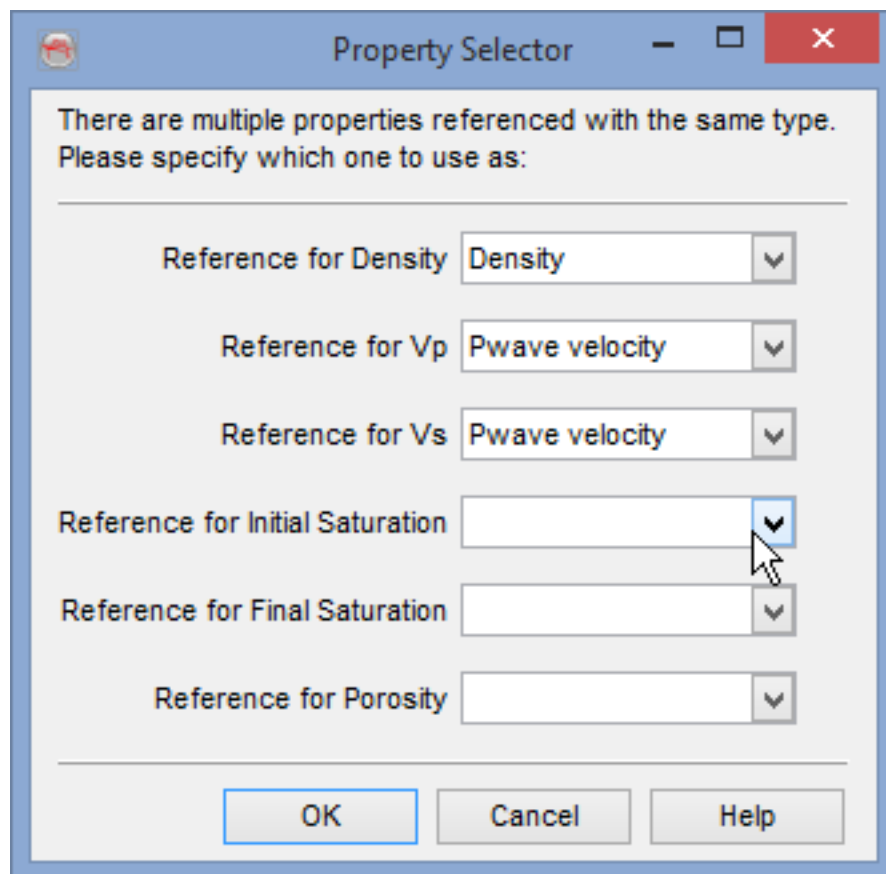 Property Selector
There are multiple properties referenced with the same type.
Please specify which one to use as:
Reference for Density Density
Reference for Vp Pwave velocity
Reference for Vs Pwave velocity
Reference for Initial Saturation
Reference for Final Saturation
Reference for Porosity
OK Cancel Help